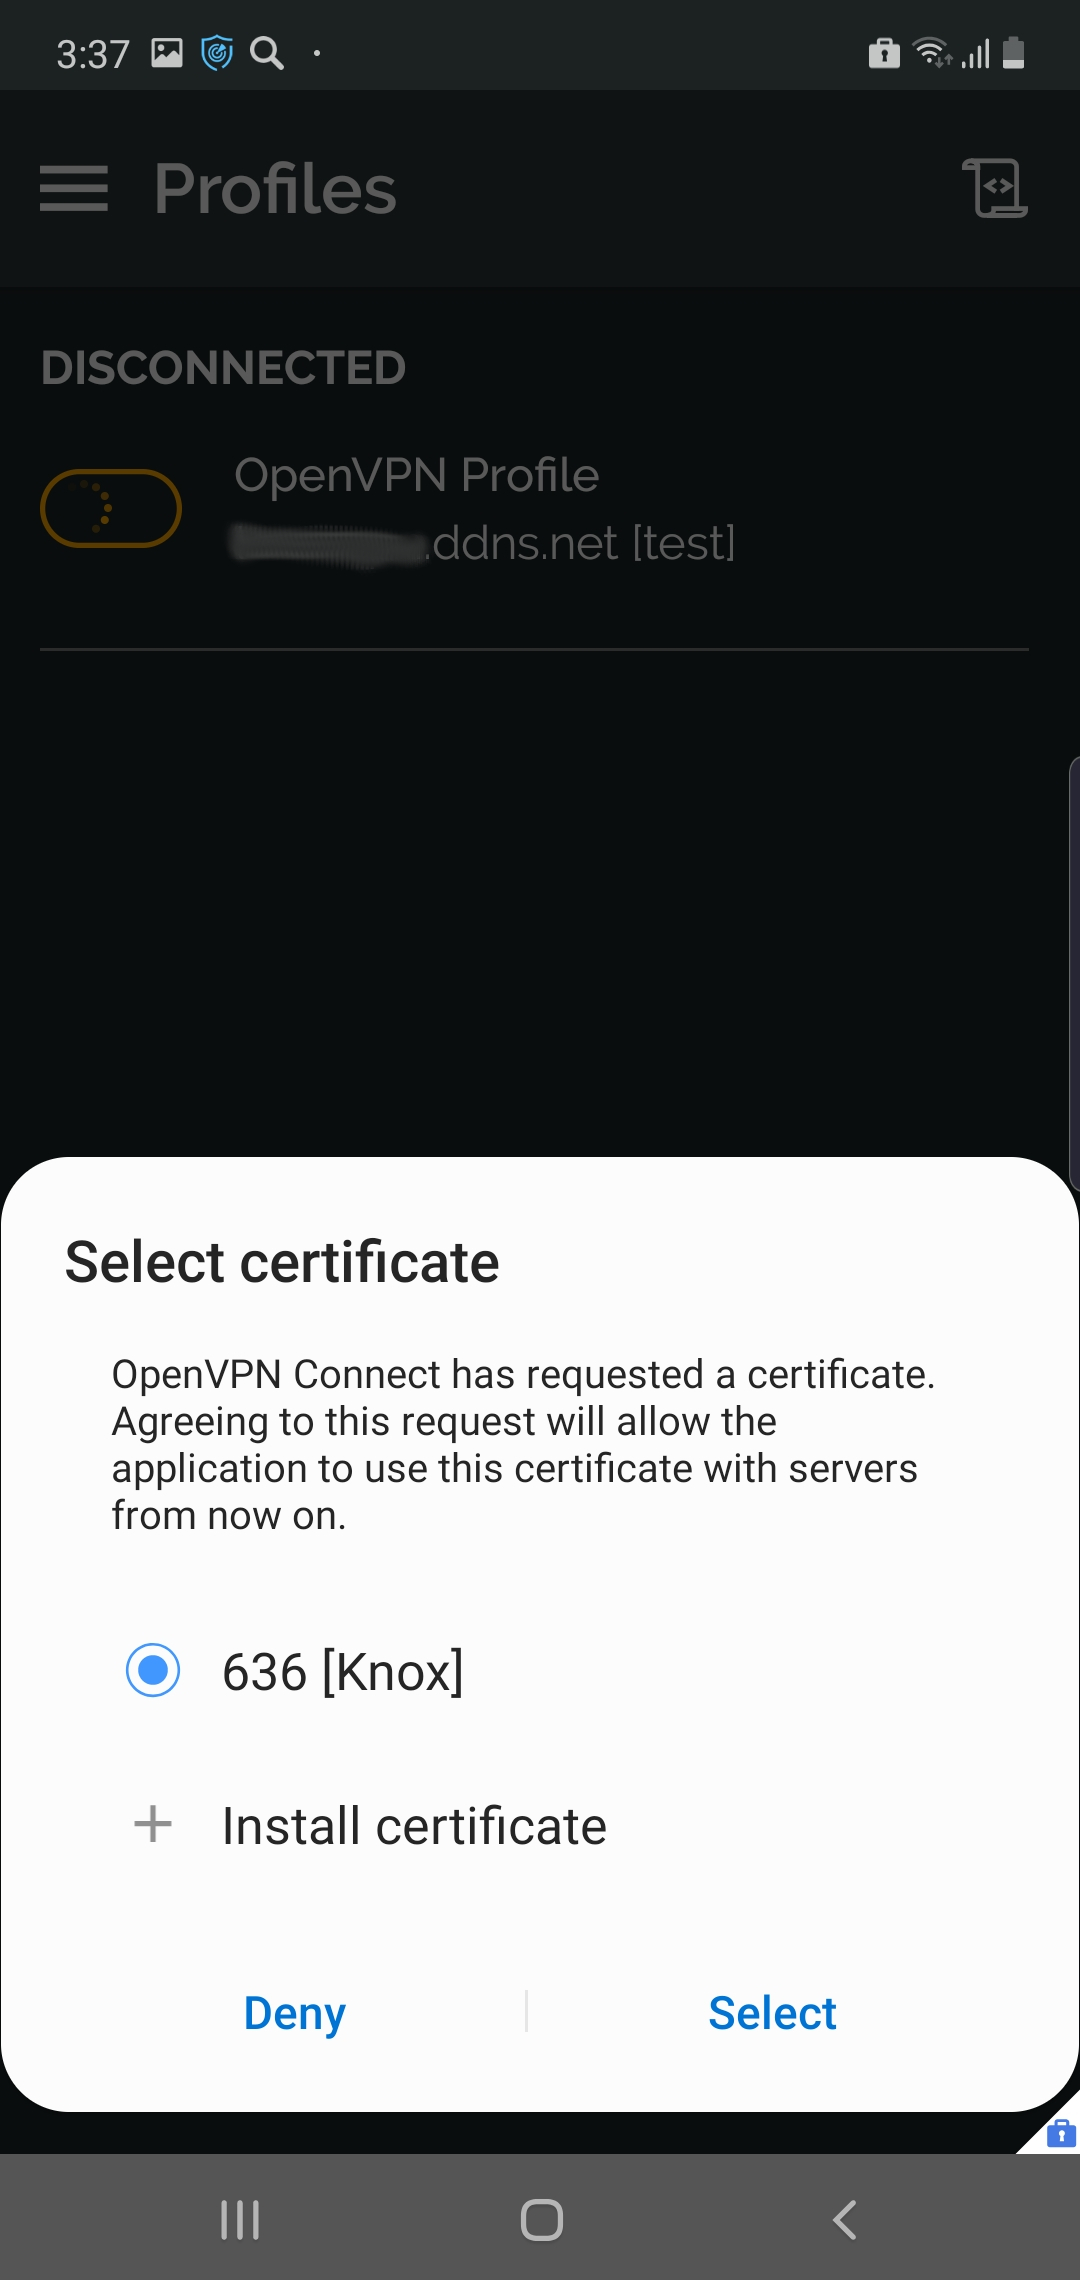 3:37
Profiles
DISCONNECTED
OpenVPN Profile
.ddns.net [test]
Select certificate
OpenVPN Connect has requested a certificate.
Agreeing to this request will allow the
application to use this certificate with servers
from now on.
636 [Knox]
Install certificate
Deny
Select